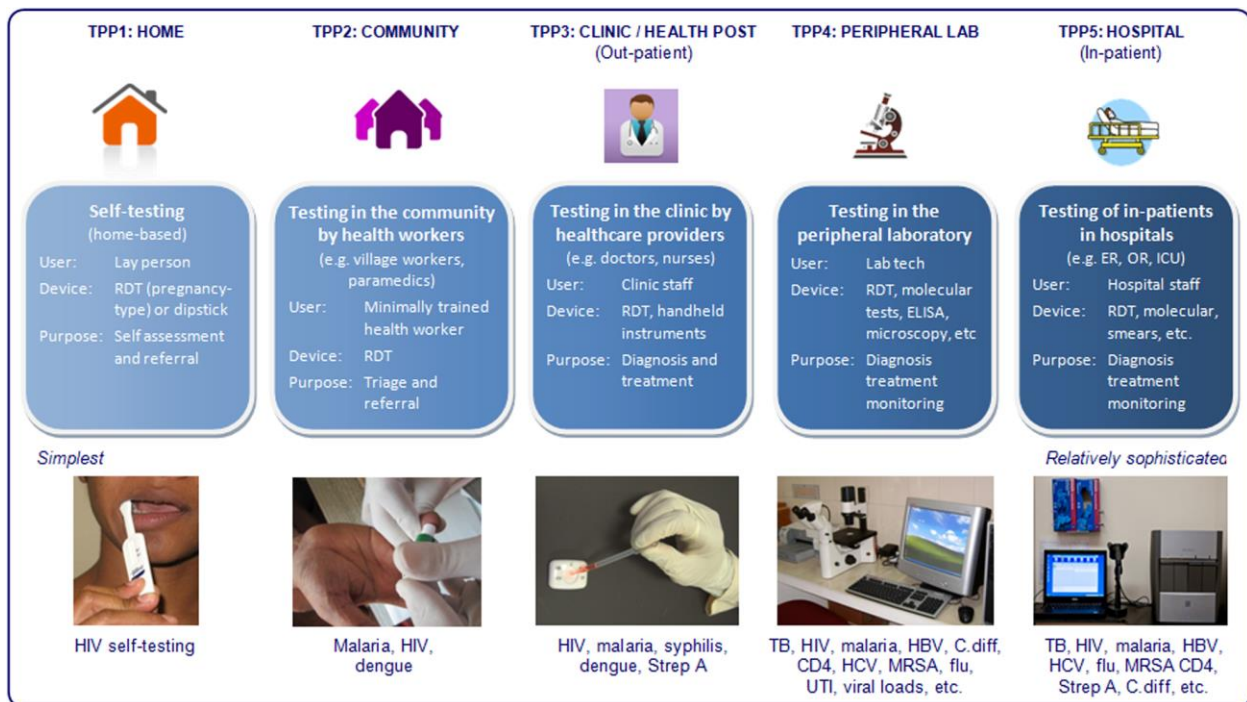 TPP1: HOME
TPP2: COMMUNITY
TPP3: CLINIC / HEALTH POST
(Out-patient)
TPP4: PERIPHERAL LAB
TPP5: HOSPITAL
(In-patient)
Self-testing
(home-based)
User: Lay person
Device: RDT (pregnancy-
type) or dipstick
Purpose: Self assessment
and referral
Testing in the community
by health workers
(e.g. village workers,
paramedics)
User: Minimally trained
health worker
Device: RDT
Purpose: Triage and
referral
Testing in the clinic by
healthcare providers
(e.g. doctors, nurses)
User: Clinic staff
Device: RDT, handheld
instruments
Purpose: Diagnosis and
treatment
Testing in the
peripheral laboratory
User: Lab tech
Device: RDT, molecular
tests, ELISA,
microscopy, etc
Purpose: Diagnosis
treatment
monitoring
Testing of in-patients
in hospitals
(e.g. ER, OR, ICU)
User: Hospital staff
Device: RDT, molecular,
smears, etc.
Purpose: Diagnosis
treatment
monitoring
Simplest
Relatively sophisticated
HIV self-testing
Malaria, HIV,
dengue
HIV, malaria, syphilis,
dengue, Strep A
TB, HIV, malaria, HBV, C.diff,
CD4, HCV, MRSA, flu,
UTI, viral loads, etc.
TB, HIV, malaria, HBV,
HCV, flu, MRSA CD4,
Strep A, C.diff, etc.